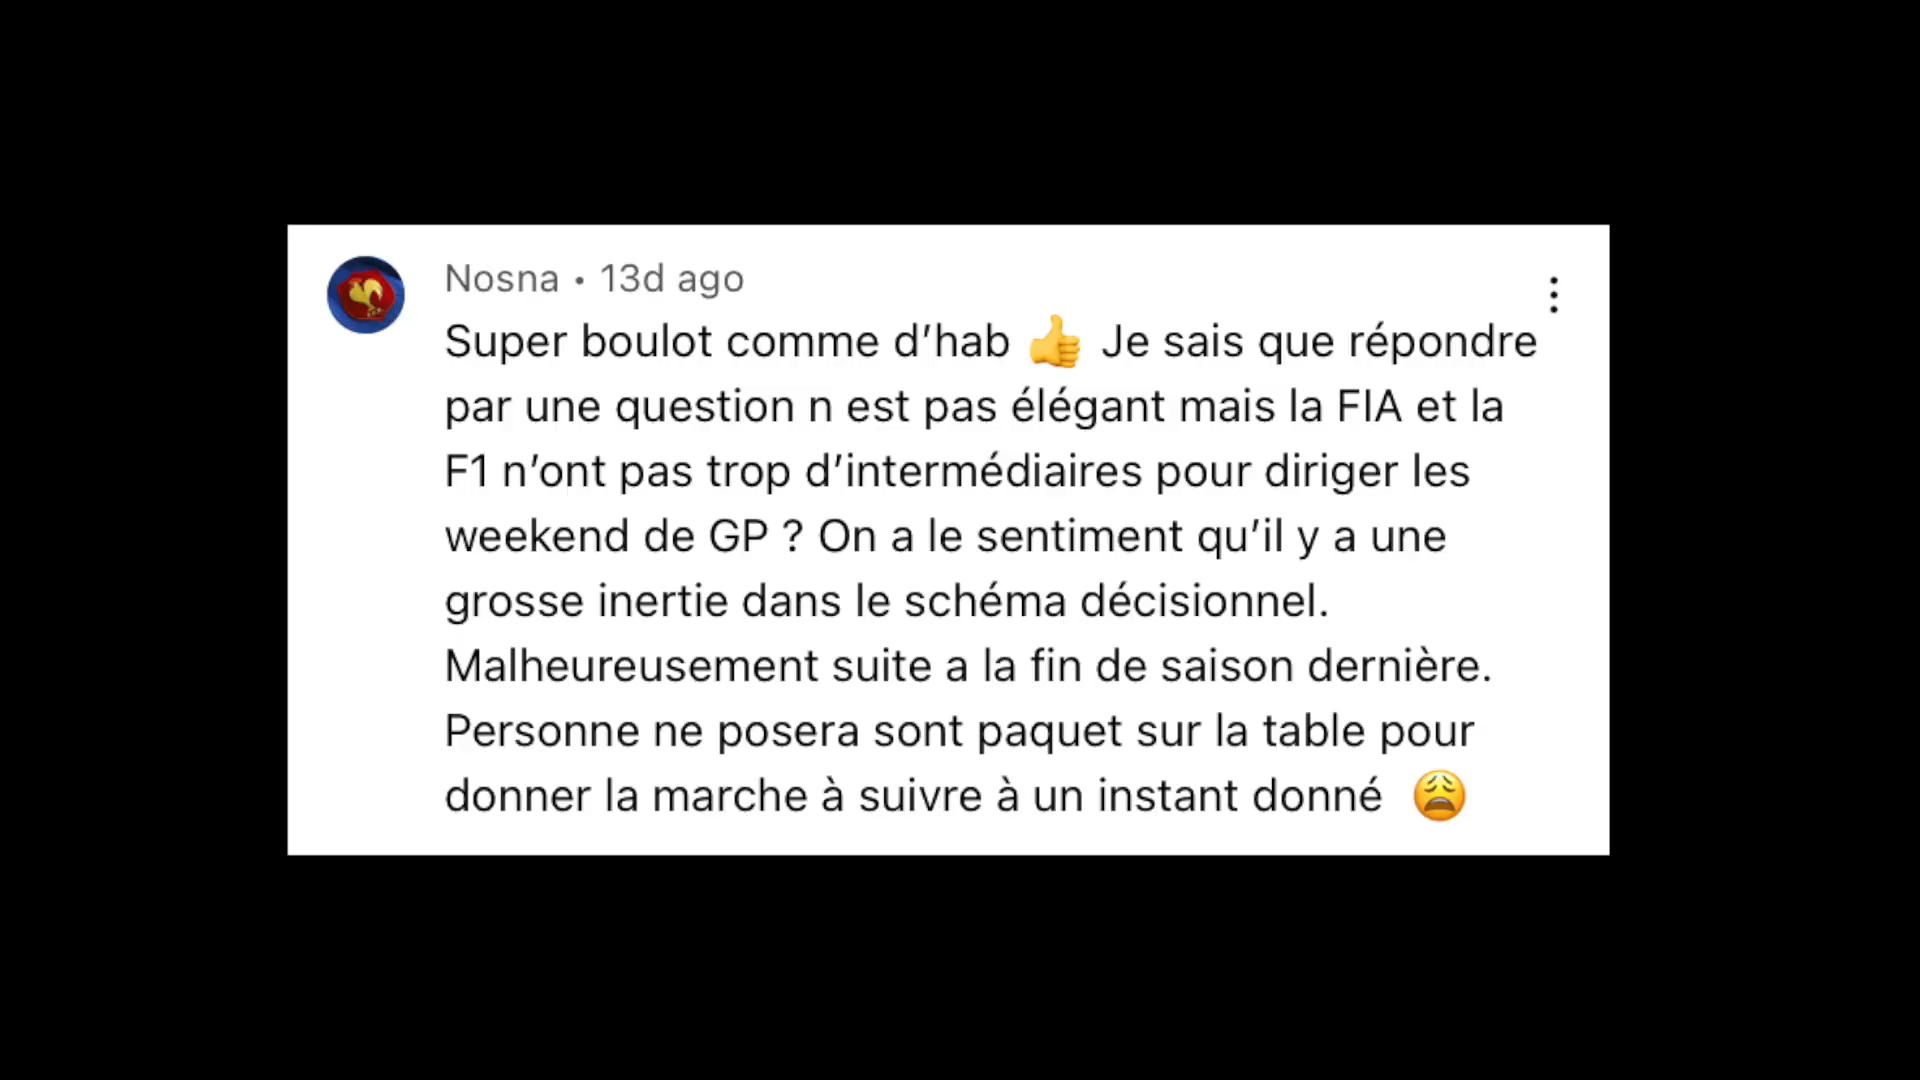 Nosna • 13d ago
Super boulot comme d’hab 👍 Je sais que répondre
par une question n est pas élégant mais la FIA et la
F1 n’ont pas trop d’intermédiaires pour diriger les
weekend de GP ? On a le sentiment qu’il y a une
grosse inertie dans le schéma décisionnel.
Malheureusement suite a la fin de saison dernière.
Personne ne posera sont paquet sur la table pour
donner la marche à suivre à un instant donné 😩